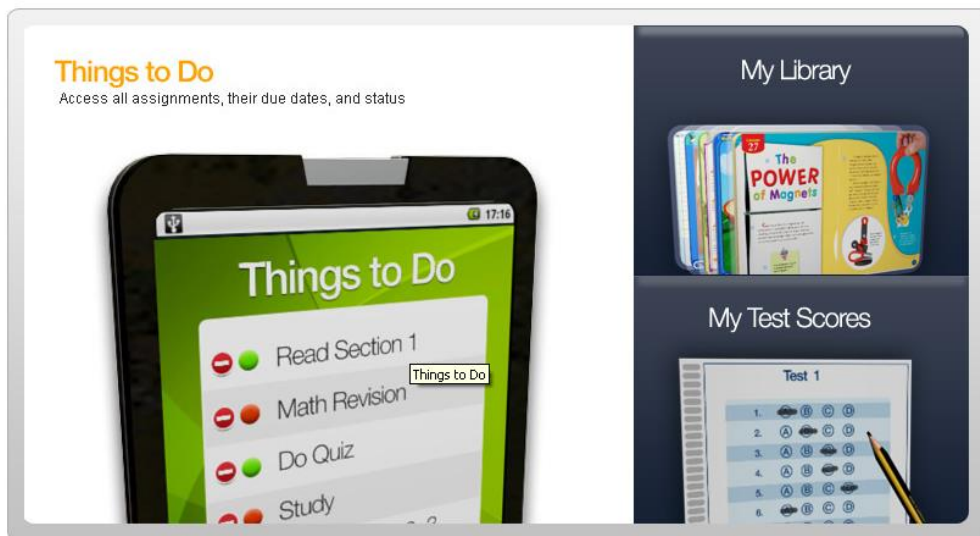 Things to Do
Access all assignments, their due dates, and status
17:16
Things to Do
Read Section 1
Math Revision
Do Quiz
Study
Things to Do
My Library
27
The
POWER
of Magnets
My Test Scores
Test 1
1. B C D
2. A C D
3. A B D
4. A B D
5. A B C
6. B C D